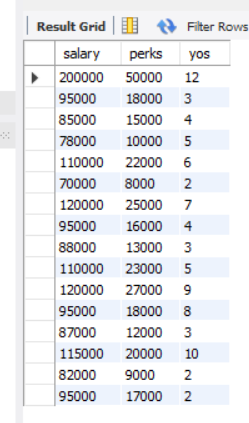 Result Grid Filter Rows
salary perks yos
200000 50000 12
95000 18000 3
85000 15000 4
78000 10000 5
110000 22000 6
70000 8000 2
120000 25000 7
95000 16000 4
88000 13000 3
110000 23000 5
120000 27000 9
95000 18000 8
87000 12000 3
115000 20000 10
82000 9000 2
95000 17000 2